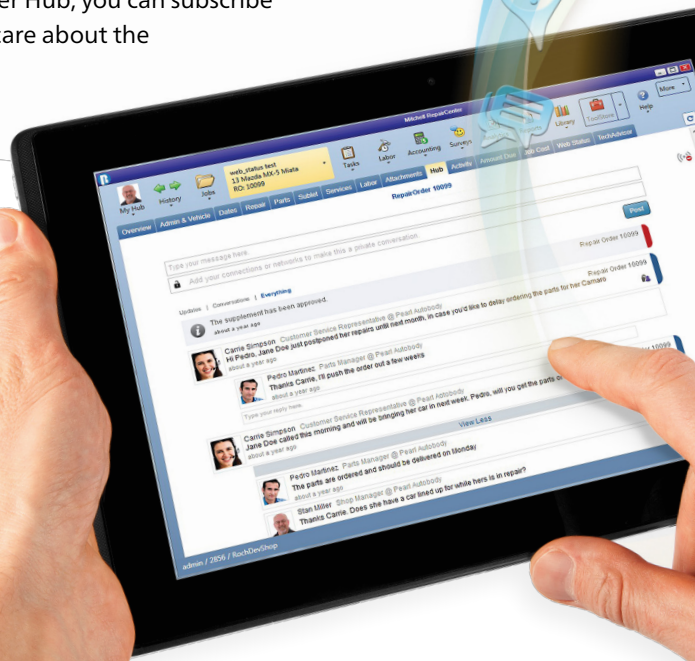 er Hub, you can subscribe
care about the
Mitchell RepairCenter
My Hub
History
Jobs
web_status test
13 Mazda MX-5 Miata
RO: 10099
Tasks
Labor
Accounting
Surveys
Library
ToolStore
Help
More
Overview Admin & Vehicle Dates Repair Parts Sublet Services Labor Attachments Hub Activity Amount Due Job Cost Web Status TechAdvisor
RepairOrder 10099
Type your message here.
Add your connections or networks to make this a private conversation.
Post
Updates | Conversations | Everything
Repair Order 10099
The supplement has been approved.
about a year ago
Repair Order 10099
Carrie Simpson Customer Service Representative @ Pearl Autobody
Hi Pedro, Jane Doe just postponed her repairs until next month, in case you'd like to delay ordering the parts for her Camaro
about a year ago
Pedro Martinez Parts Manager @ Pearl Autobody
Thanks Carrie, I'll push the order out a few weeks
about a year ago
Type your reply here.
10099
Carrie Simpson Customer Service Representative @ Pearl Autobody
Jane Doe called this morning and will be bringing her car in next week. Pedro, will you get the parts
about a year ago
View Less
Pedro Martinez Parts Manager @ Pearl Autobody
The parts are ordered and should be delivered on Monday
about a year ago
Stan Miller Shop Manager @ Pearl Autobody
Thanks Carrie. Does she have a car lined up for while hers is in repair?
admin / 2856 / RochDevShop